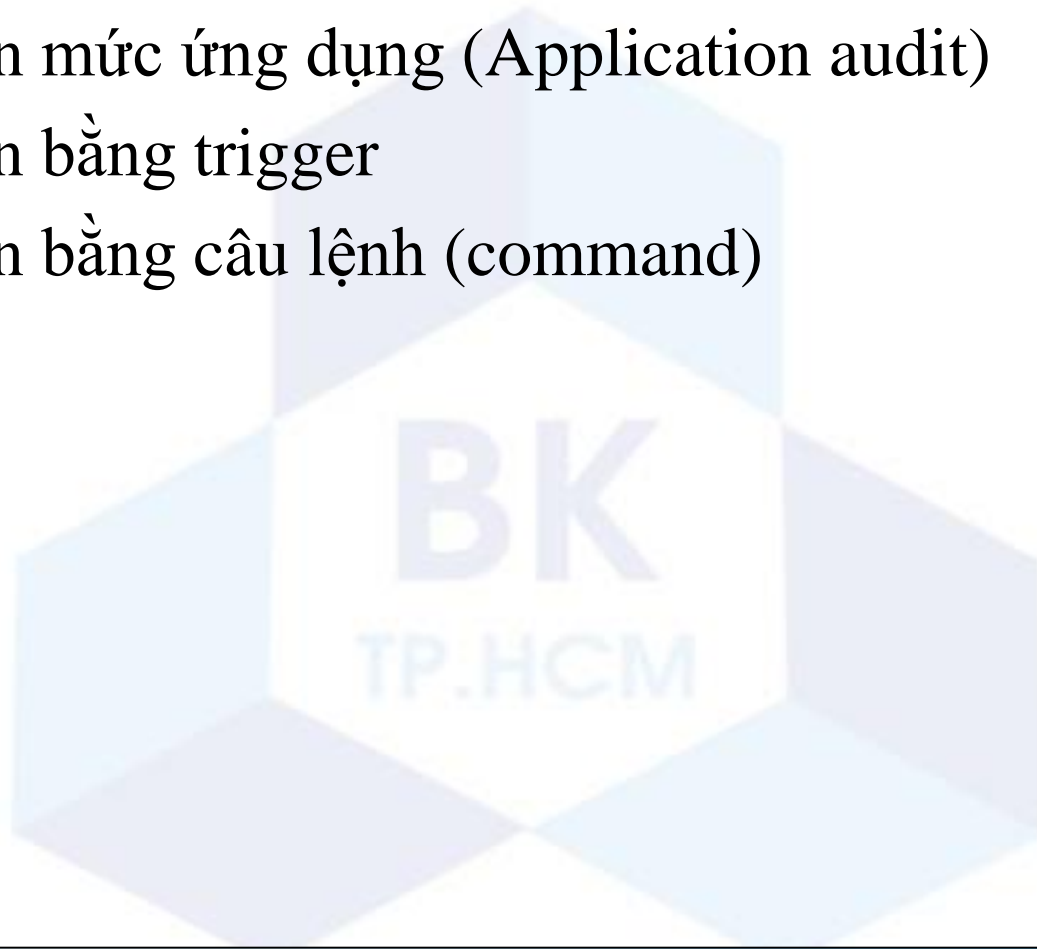 n mức ứng dụng (Application audit)
n bằng trigger
n bằng câu lệnh (command)
BK
TP.HCM